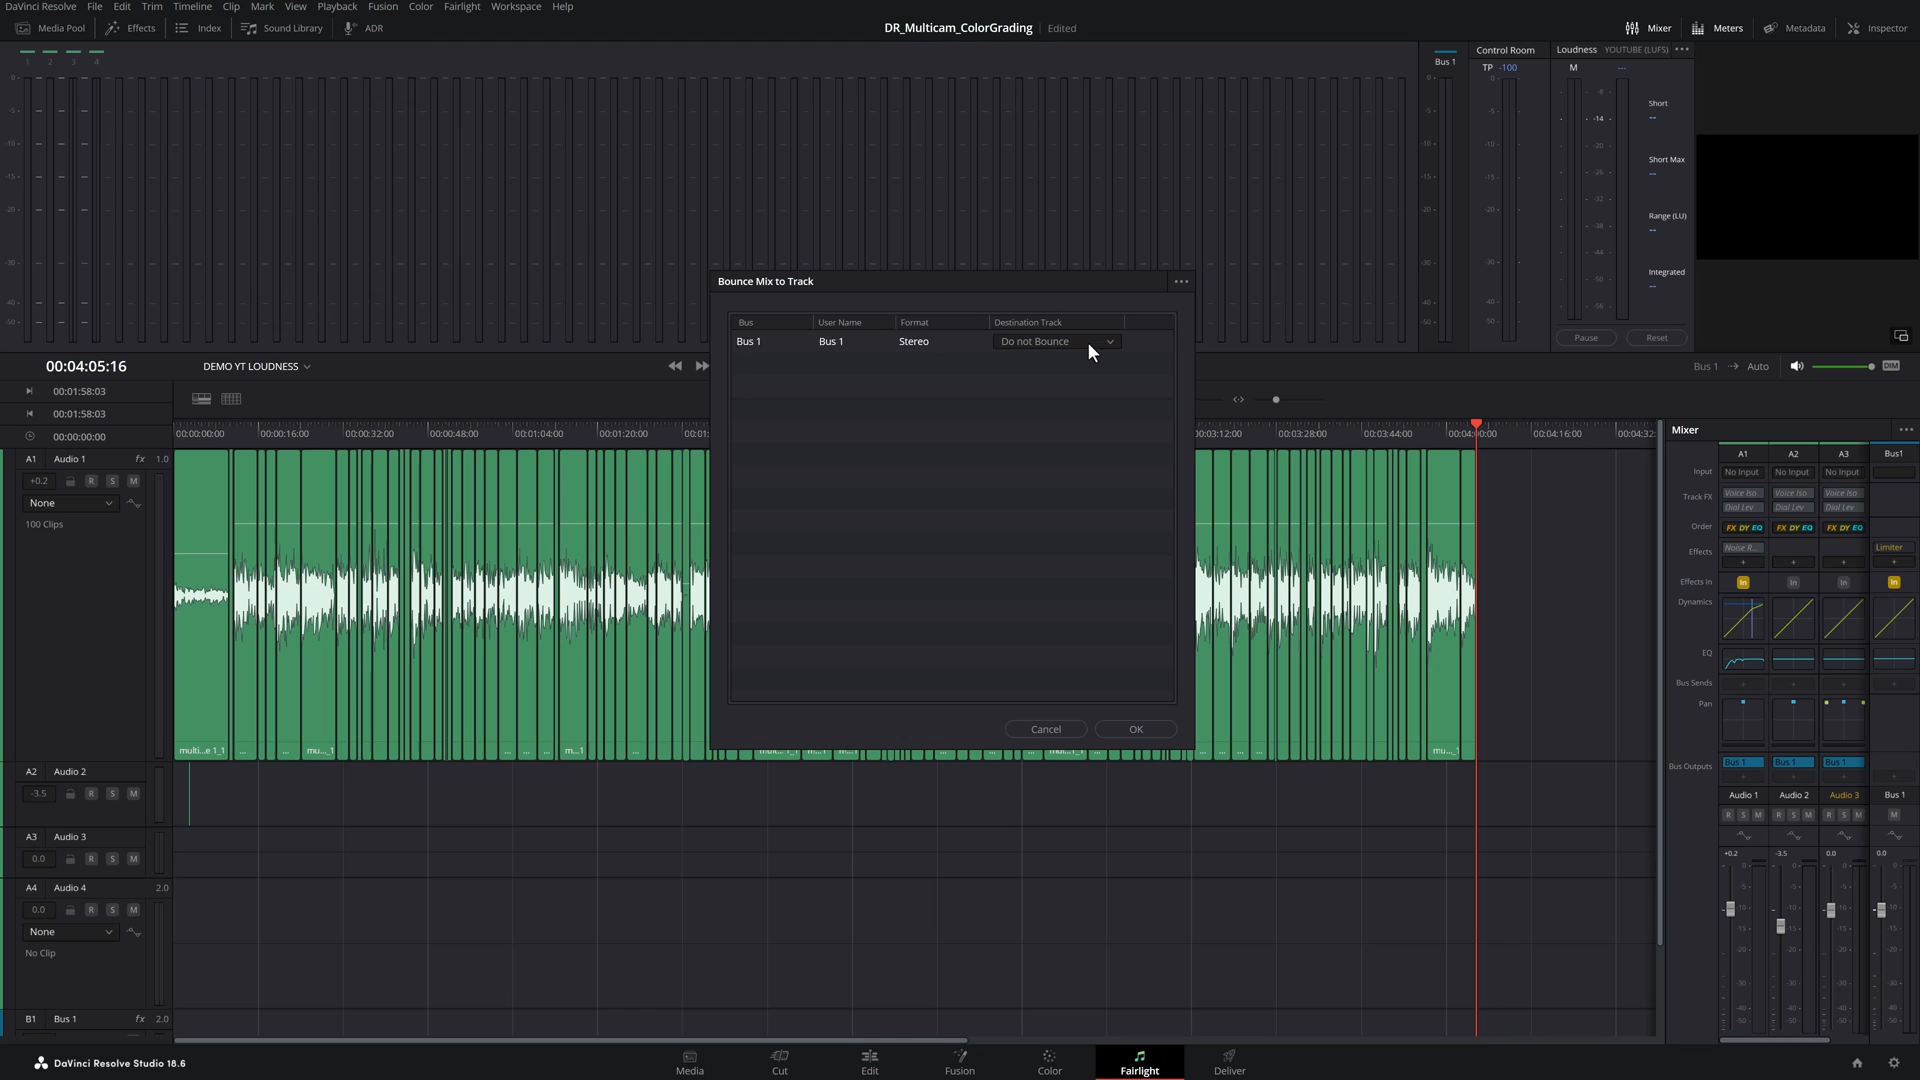 DaVinci Resolve File Edit Trim Timeline Clip Mark View Playback Fusion Color Fairlight Workspace Help
Media Pool Effects Index Sound Library ADR
DR_Multicam_ColorGrading Edited
Mixer Meters Metadata Inspector
1 2 3 4
Bus 1
Control Room
TP -100
Loudness YOUTUBE (LUFS)
M
Short
Short Max
Range (LU)
Integrated
Pause Reset
Bounce Mix to Track
Bus User Name Format Destination Track
Bus 1 Bus 1 Stereo Do not Bounce
Cancel OK
00:04:05:16
DEMO YT LOUDNESS
Bus 1 Auto DIM
00:01:58:03
00:01:58:03
00:00:00:00
00:00:00:00 00:00:16:00 00:00:32:00 00:00:48:00 00:01:04:00 00:01:20:00 00:01: 00:03:12:00 00:03:28:00 00:03:44:00 00:04:00:00 00:04:16:00 00:04:32:
A1 Audio 1 fx 1.0
+0.2 R S M
None
100 Clips
multi...e 1_1 ... ... mu..._1 ... ... ... m...1 ... mu..._1
A2 Audio 2
-3.5 R S M
A3 Audio 3
0.0 R S M
A4 Audio 4 2.0
0.0 R S M
None
No Clip
B1 Bus 1 fx 2.0
Mixer
A1 A2 A3 Bus1
Input No Input No Input No Input
Track FX Voice Iso Voice Iso Voice Iso
Dial Lev Dial Lev Dial Lev
Order FX DY EQ FX DY EQ FX DY EQ
Effects Noise R... Limiter
Effects In In In In In
Dynamics
EQ
Bus Sends
Pan
Bus Outputs Bus 1 Bus 1 Bus 1
Audio 1 Audio 2 Audio 3 Bus 1
R S M R S M R S M M
+0.2 -3.5 0.0 0.0
DaVinci Resolve Studio 18.6
Media Cut Edit Fusion Color Fairlight Deliver